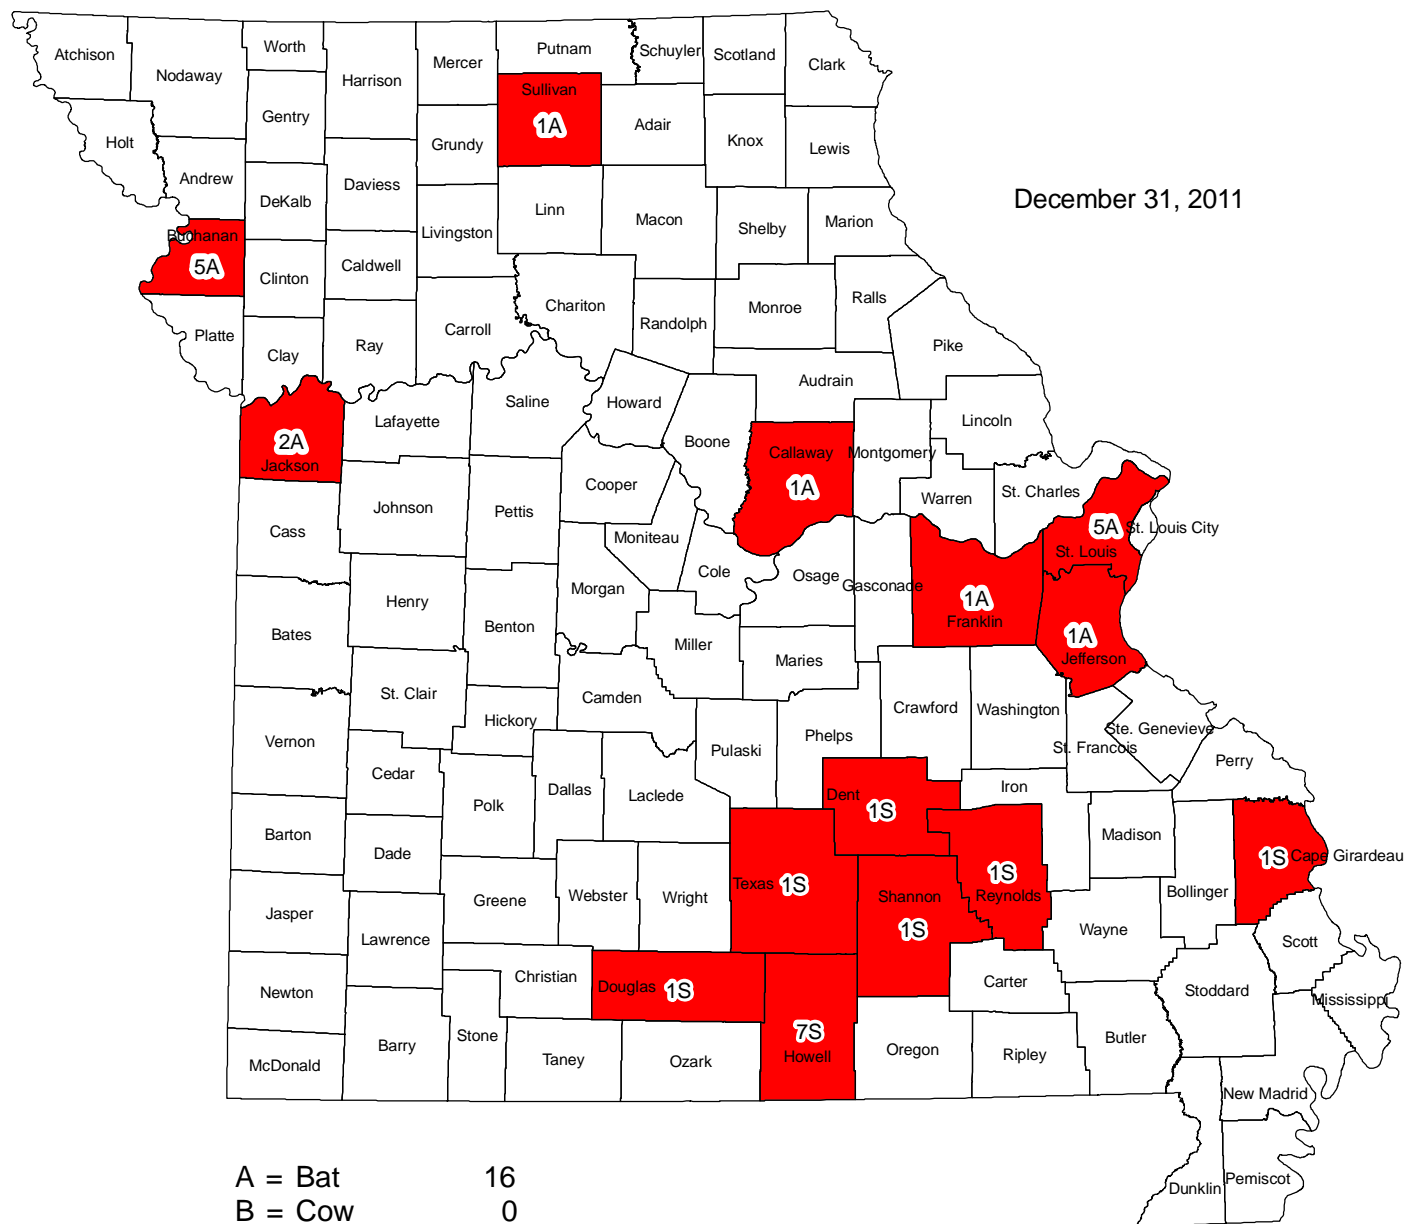 Atchison
Nodaway
Worth
Harrison
Mercer
Putnam
Schuyler
Scotland
Clark
Sullivan
1A
Adair
Knox
Lewis
Gentry
Grundy
Holt
Andrew
DeKalb
Daviess
Livingston
Linn
Macon
Shelby
Marion
December 31, 2011
Buchanan
5A
Clinton
Caldwell
Chariton
Randolph
Monroe
Ralls
Platte
Clay
Ray
Carroll
Pike
Audrain
Saline
Howard
Lafayette
2A
Jackson
Boone
Callaway
1A
Montgomery
Lincoln
Cooper
Warren
St. Charles
Cass
Johnson
Pettis
Moniteau
5A
St. Louis
St. Louis City
Cole
Osage
Gasconade
Morgan
Henry
Benton
1A
Franklin
1A
Jefferson
Bates
Miller
Maries
St. Clair
Hickory
Camden
Crawford
Washington
Ste. Genevieve
St. Francois
Vernon
Pulaski
Phelps
Perry
Cedar
Polk
Dallas
Laclede
Dent
1S
Iron
Barton
Dade
Madison
Texas 1S
1S
Reynolds
1S Cape Girardeau
Shannon
1S
Bollinger
Jasper
Greene
Webster
Wright
Lawrence
Wayne
Scott
Newton
Christian
Douglas 1S
Carter
Stoddard
Mississippi
7S
Howell
McDonald
Barry
Stone
Taney
Ozark
Oregon
Ripley
Butler
New Madrid
Dunklin
Pemiscot
A = Bat 16
B = Cow 0